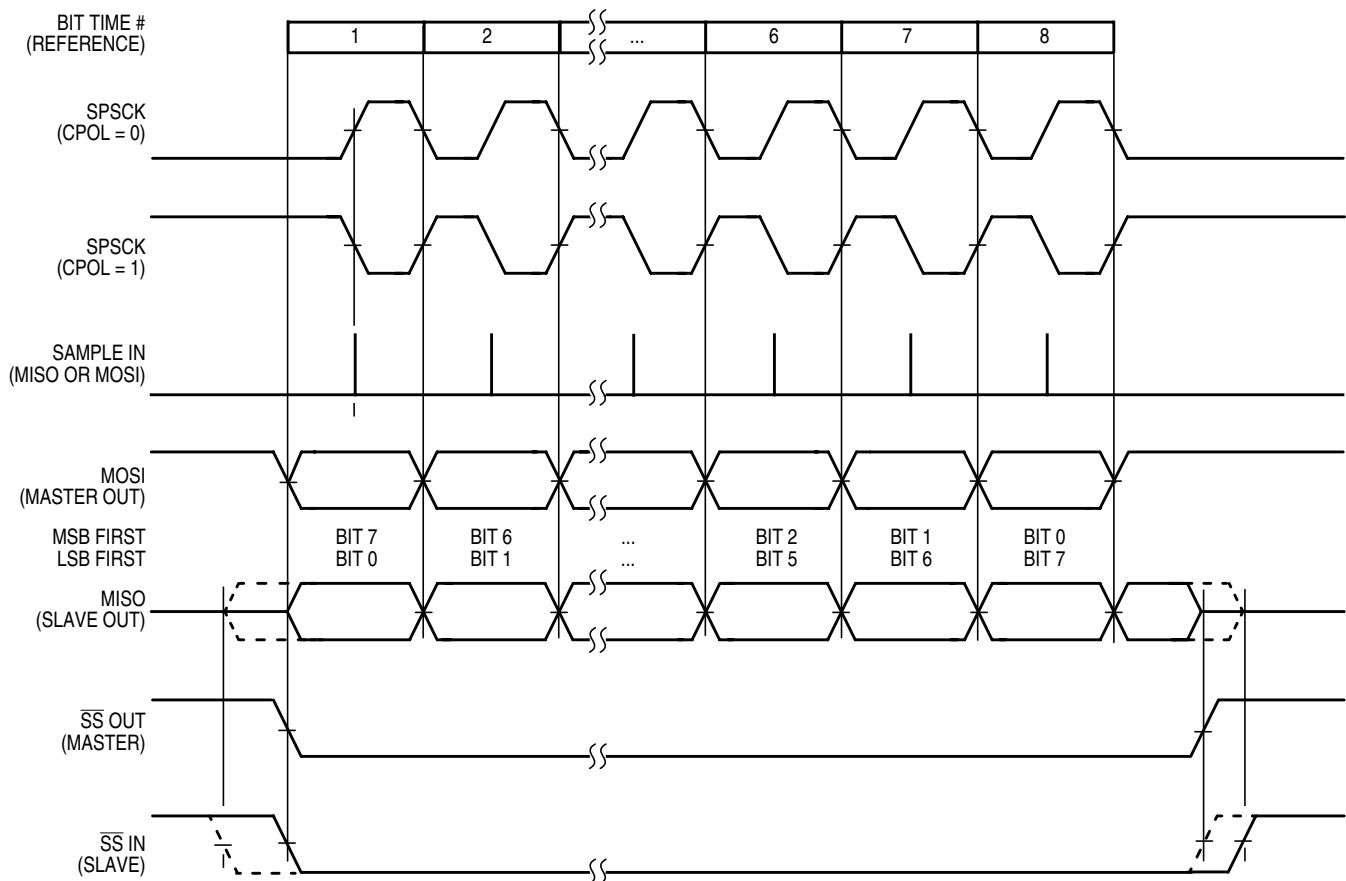 BIT TIME #
(REFERENCE)
1 2 ... 6 7 8
SPSCK
(CPOL = 0)
SPSCK
(CPOL = 1)
SAMPLE IN
(MISO OR MOSI)
MOSI
(MASTER OUT)
MSB FIRST BIT 7 BIT 6 ... BIT 2 BIT 1 BIT 0
LSB FIRST BIT 0 BIT 1 ... BIT 5 BIT 6 BIT 7
MISO
(SLAVE OUT)
S̅S̅ OUT
(MASTER)
S̅S̅ IN
(SLAVE)